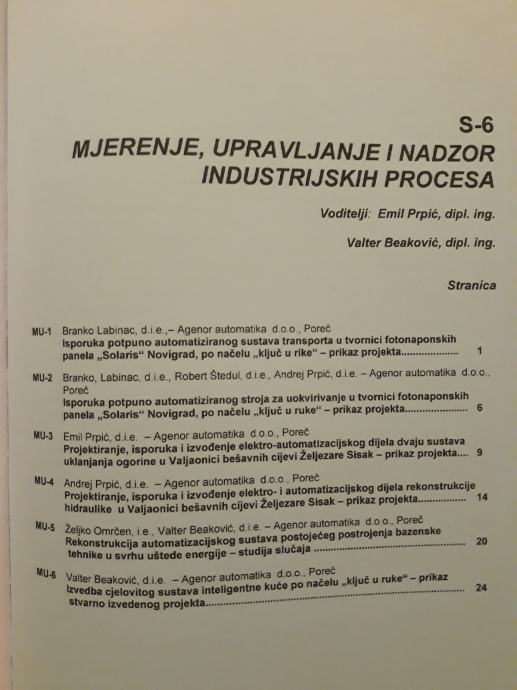 S-6
MJERENJE, UPRAVLJANJE I NADZOR
INDUSTRIJSKIH PROCESA
Voditelji: Emil Prpić, dipl. ing.
Valter Beaković, dipl. ing.
Stranica
MU-1 Branko Labinac, d.i.e.,– Agenor automatika d.o.o., Poreč
Isporuka potpuno automatiziranog sustava transporta u tvornici fotonaponskih
panela „Solaris“ Novigrad, po načelu „ključ u rike“ – prikaz projekta..................... 1
MU-2 Branko, Labinac, d.i.e., Robert Štedul, d.i.e., Andrej Prpić, d.i.e. – Agenor automatika d.o.o.,
Poreč
Isporuka potpuno automatiziranog stroja za uokvirivanje u tvornici fotonaponskih
panela „Solaris“ Novigrad, po načelu „ključ u ruke“ – prikaz projekta....................... 6
MU-3 Emil Prpić, d.i.e. – Agenor automatika d.o.o., Poreč
Projektiranje, isporuka i izvođenje elektro-automatizacijskog dijela dvaju sustava
uklanjanja ogorine u Valjaonici bešavnih cijevi Željezare Sisak – prikaz projekta.... 9
MU-4 Andrej Prpić, d.i.e. – Agenor automatika d.o.o., Poreč
Projektiranje, isporuka i izvođenje elektro- i automatizacijskog dijela rekonstrukcije
hidraulike u Valjaonici bešavnih cijevi Željezare Sisak – prikaz projekta................. 14
MU-5 Željko Omrčen, i.e., Valter Beaković, d.i.e. – Agenor automatika d.o.o., Poreč
Rekonstrukcija automatizacijskog sustava postojećeg postrojenja bazenske
tehnike u svrhu uštede energije – studija slučaja ...................................................... 20
MU-6 Valter Beaković, d.i.e. – Agenor automatika d.o.o., Poreč
Izvedba cjelovitog sustava inteligentne kuće po načelu „ključ u ruke“ – prikaz
stvarno izvedenog projekta................................................................................ 24